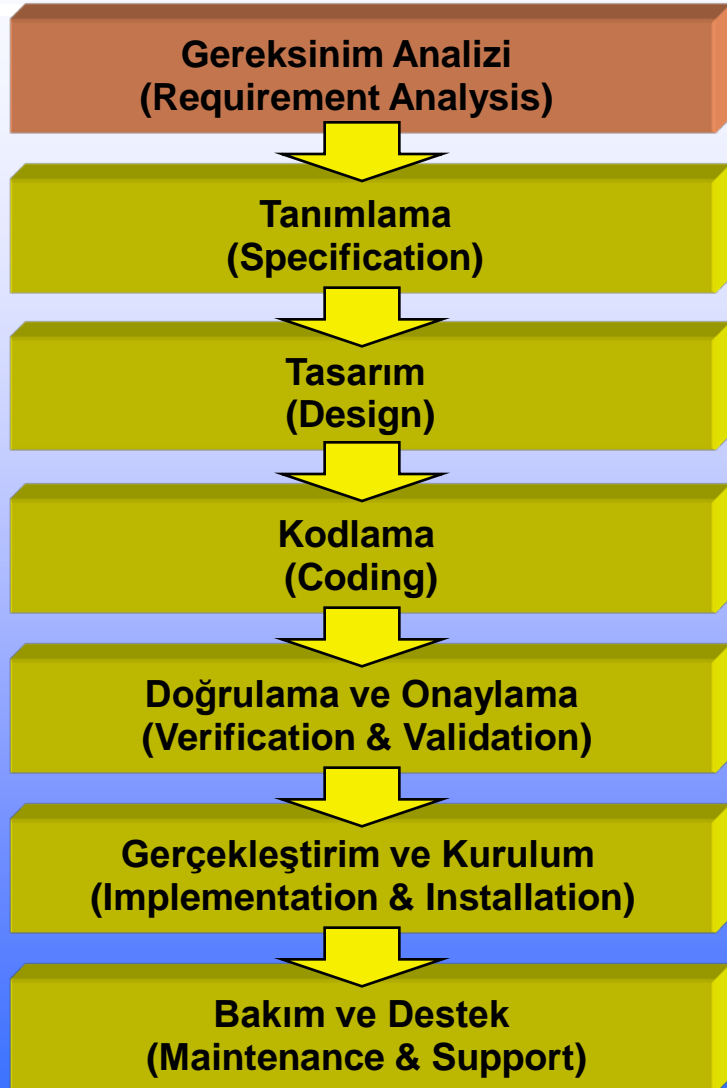 Gereksinim Analizi
(Requirement Analysis)
Tanımlama
(Specification)
Tasarım
(Design)
Kodlama
(Coding)
Doğrulama ve Onaylama
(Verification & Validation)
Gerçekleştirim ve Kurulum
(Implementation & Installation)
Bakım ve Destek
(Maintenance & Support)